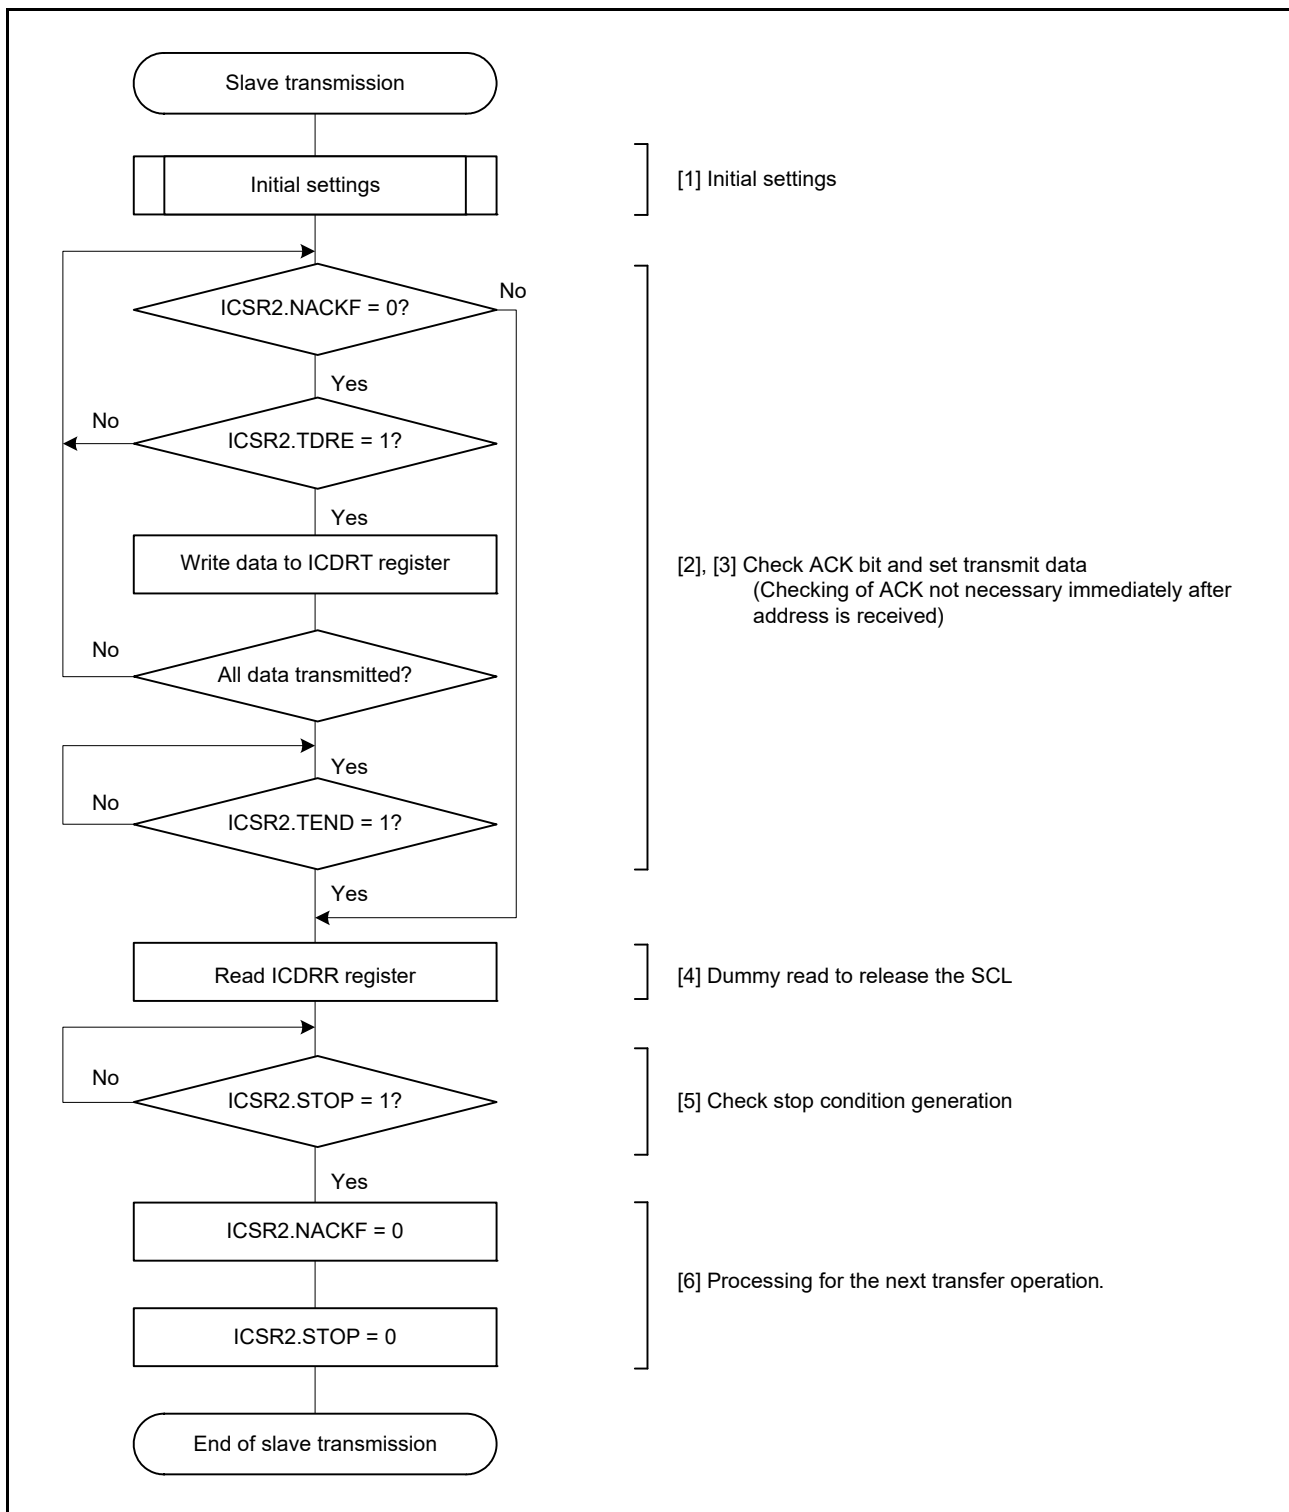 Slave transmission
Initial settings
[1] Initial settings
ICSR2.NACKF = 0?
No
Yes
No
ICSR2.TDRE = 1?
Yes
Write data to ICDRT register
[2], [3] Check ACK bit and set transmit data
(Checking of ACK not necessary immediately after
address is received)
No
All data transmitted?
Yes
No
ICSR2.TEND = 1?
Yes
Read ICDRR register
[4] Dummy read to release the SCL
No
ICSR2.STOP = 1?
[5] Check stop condition generation
Yes
ICSR2.NACKF = 0
[6] Processing for the next transfer operation.
ICSR2.STOP = 0
End of slave transmission